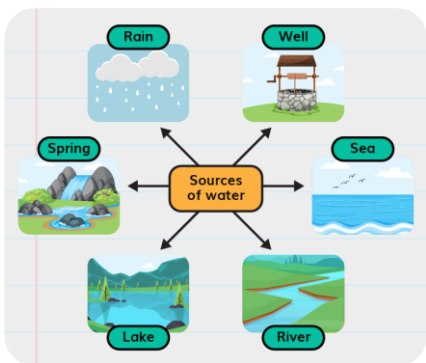 Rain
Well
Spring
Sources
of water
Sea
Lake
River